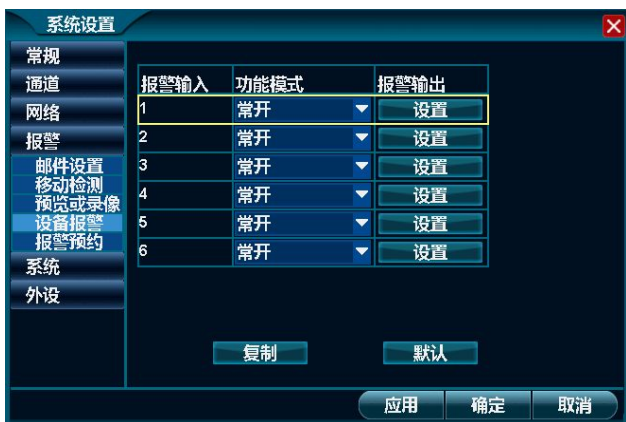 系统设置
常规
通道
网络
报警
邮件设置
移动检测
预览或录像
设备报警
报警预约
系统
外设
报警输入 功能模式 报警输出
1 常开 设置
2 常开 设置
3 常开 设置
4 常开 设置
5 常开 设置
6 常开 设置
复制 默认
应用 确定 取消